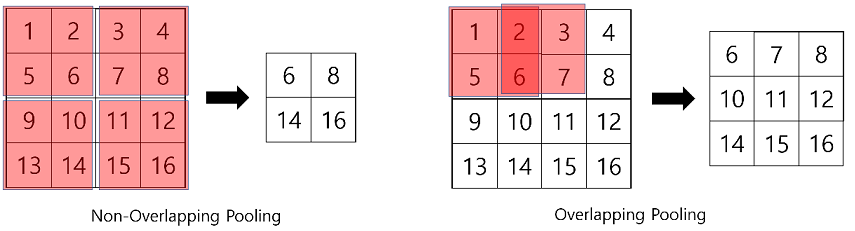 1 2 3 4
5 6 7 8
9 10 11 12
13 14 15 16
6 8
14 16
Non-Overlapping Pooling
1 2 3 4
5 6 7 8
9 10 11 12
13 14 15 16
6 7 8
10 11 12
14 15 16
Overlapping Pooling